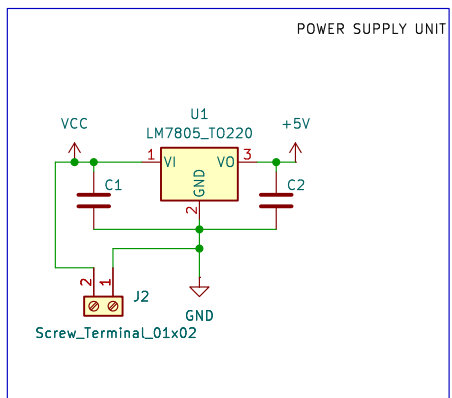 POWER SUPPLY UNIT
U1
VCC
LM7805_TO220
+5V
1
VI
VO
3
GND
C1
C2
2
2
1
J2
GND
Screw_Terminal_01x02